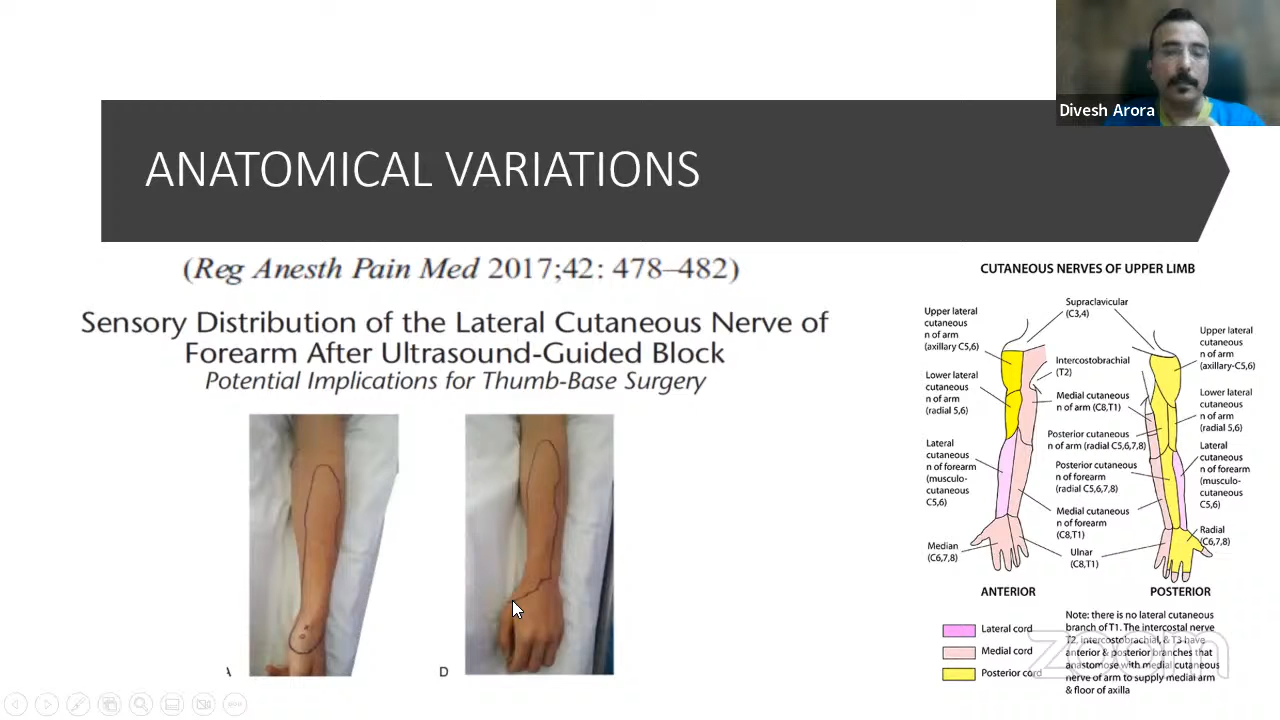 Divesh Arora
ANATOMICAL VARIATIONS
(Reg Anesth Pain Med 2017;42: 478–482)
Sensory Distribution of the Lateral Cutaneous Nerve of
Forearm After Ultrasound-Guided Block
Potential Implications for Thumb-Base Surgery
A
D
CUTANEOUS NERVES OF UPPER LIMB
Supraclavicular
(C3,4)
Upper lateral
cutaneous
n of arm
(axillary C5,6)
Lower lateral
cutaneous
n of arm
(radial 5,6)
Lateral
cutaneous
n of forearm
(musculo-
cutaneous
C5,6)
Median
(C6,7,8)
Intercostobrachial
(T2)
Medial cutaneous
n of arm (C8,T1)
Posterior cutaneous
n of arm (radial C5,6,7,8)
Posterior cutaneous
n of forearm
(radial C5,6,7,8)
Medial cutaneous
n of forearm
(C8,T1)
Ulnar
(C8,T1)
Upper lateral
cutaneous
n of arm
(axillary-C5,6)
Lower lateral
cutaneous
n of arm
(radial 5,6)
Lateral
cutaneous
n of forearm
(musculo-
cutaneous
C5,6)
Radial
(C6,7,8)
ANTERIOR
POSTERIOR
Lateral cord
Medial cord
Posterior cord
Note: there is no lateral cutaneous
branch of T1. The intercostal nerve
T2, intercostobrachial, & T3 have
anterior & posterior branches that
anastomose with medial cutaneous
nerve of arm to supply medial arm
& floor of axilla
zoom